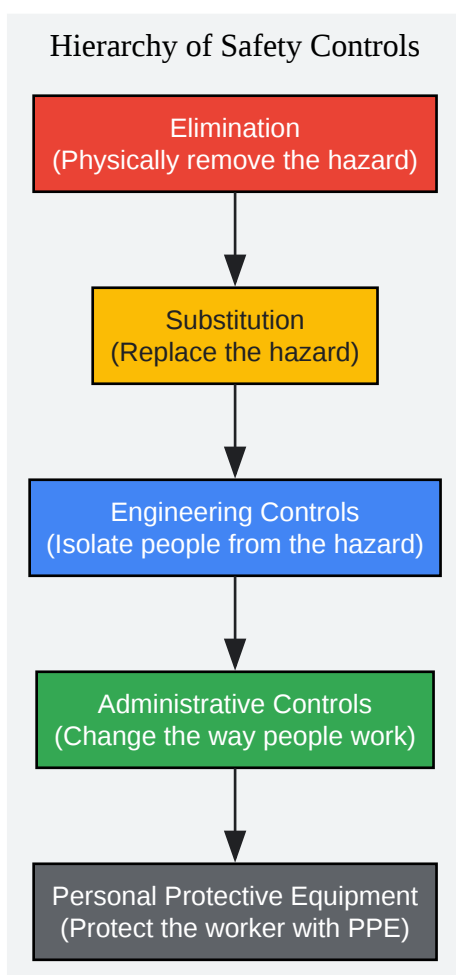 Hierarchy of Safety Controls
Elimination
(Physically remove the hazard)
Substitution
(Replace the hazard)
Engineering Controls
(Isolate people from the hazard)
Administrative Controls
(Change the way people work)
Personal Protective Equipment
(Protect the worker with PPE)